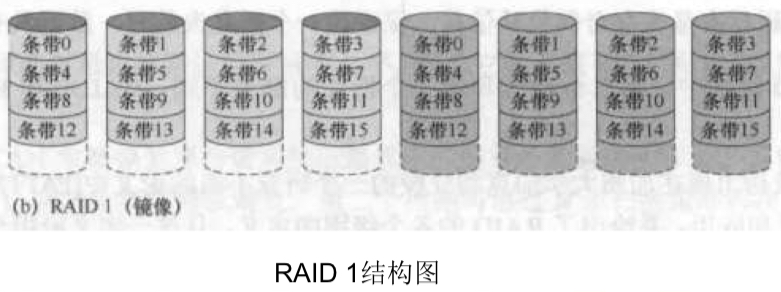 条带0 条带1 条带2 条带3 条带0 条带1 条带2 条带3
条带4 条带5 条带6 条带7 条带4 条带5 条带6 条带7
条带8 条带9 条带10 条带11 条带8 条带9 条带10 条带11
条带12 条带13 条带14 条带15 条带12 条带13 条带14 条带15
(b) RAID 1 (镜像)
RAID 1结构图